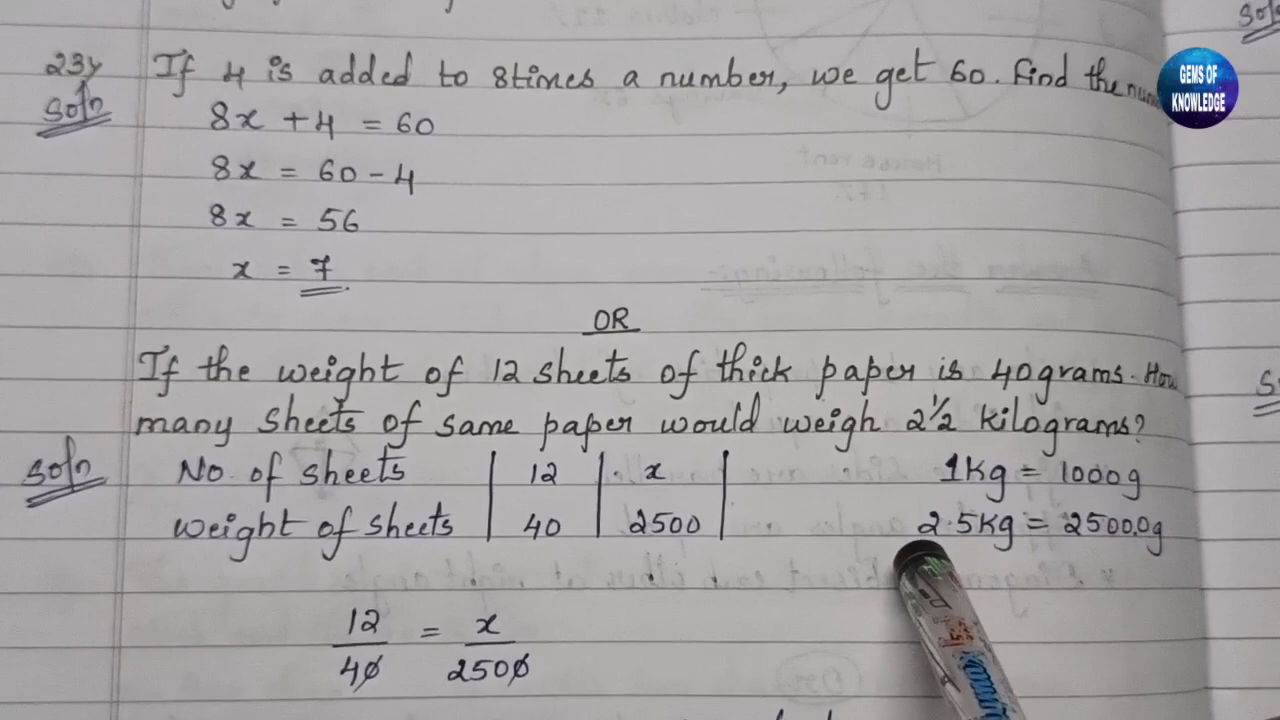 23y If 4 is added to 8times a number, we get 60. Find the
Soln
8x + 4 = 60
8x = 60 - 4
8x = 56
x = 7
OR
If the weight of 12 sheets of thick paper is 40grams. How
many sheets of same paper would weigh 2½ kilograms?
Soln No. of sheets | 12 | x | 1Kg = 1000g
weight of sheets | 40 | 2500 | 2.5Kg = 2500.0g
12/40 = x/2500
GEMS OF
KNOWLEDGE